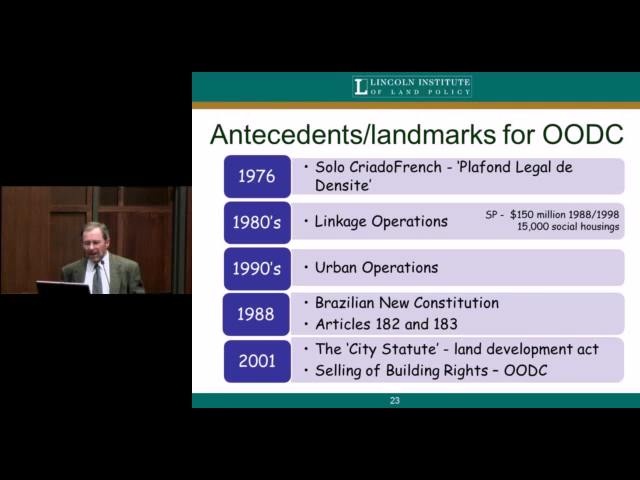 LINCOLN INSTITUTE
OF LAND POLICY
Antecedents/landmarks for OODC
1976
• Solo CriadoFrench - ‘Plafond Legal de
Densite’
1980’s
• Linkage Operations
SP - $150 million 1988/1998
15,000 social housings
1990’s
• Urban Operations
1988
• Brazilian New Constitution
• Articles 182 and 183
2001
• The ‘City Statute’ - land development act
• Selling of Building Rights – OODC
23